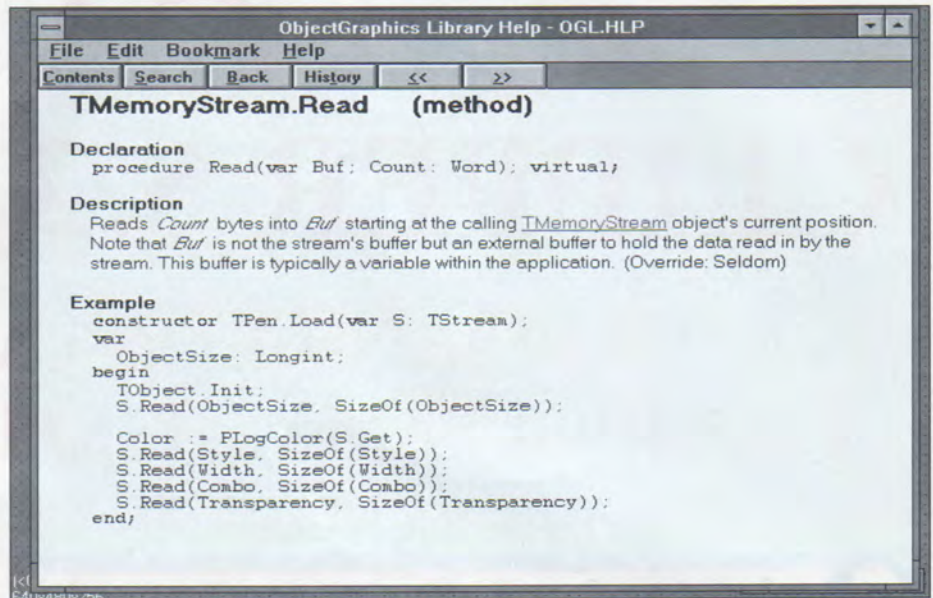 ObjectGraphics Library Help - OGL.HLP
File Edit Bookmark Help
Contents Search Back History << >>
TMemoryStream.Read (method)
Declaration
procedure Read(var Buf; Count: Word); virtual;
Description
Reads Count bytes into Buf starting at the calling TMemoryStream object's current position.
Note that Buf is not the stream's buffer but an external buffer to hold the data read in by the
stream. This buffer is typically a variable within the application. (Override: Seldom)
Example
constructor TPen.Load(var S: TStream);
var
ObjectSize: Longint;
begin
TObject.Init;
S.Read(ObjectSize, SizeOf(ObjectSize));
Color := PLogColor(S.Get);
S.Read(Style, SizeOf(Style));
S.Read(Width, SizeOf(Width));
S.Read(Combo, SizeOf(Combo));
S.Read(Transparency, SizeOf(Transparency));
end;